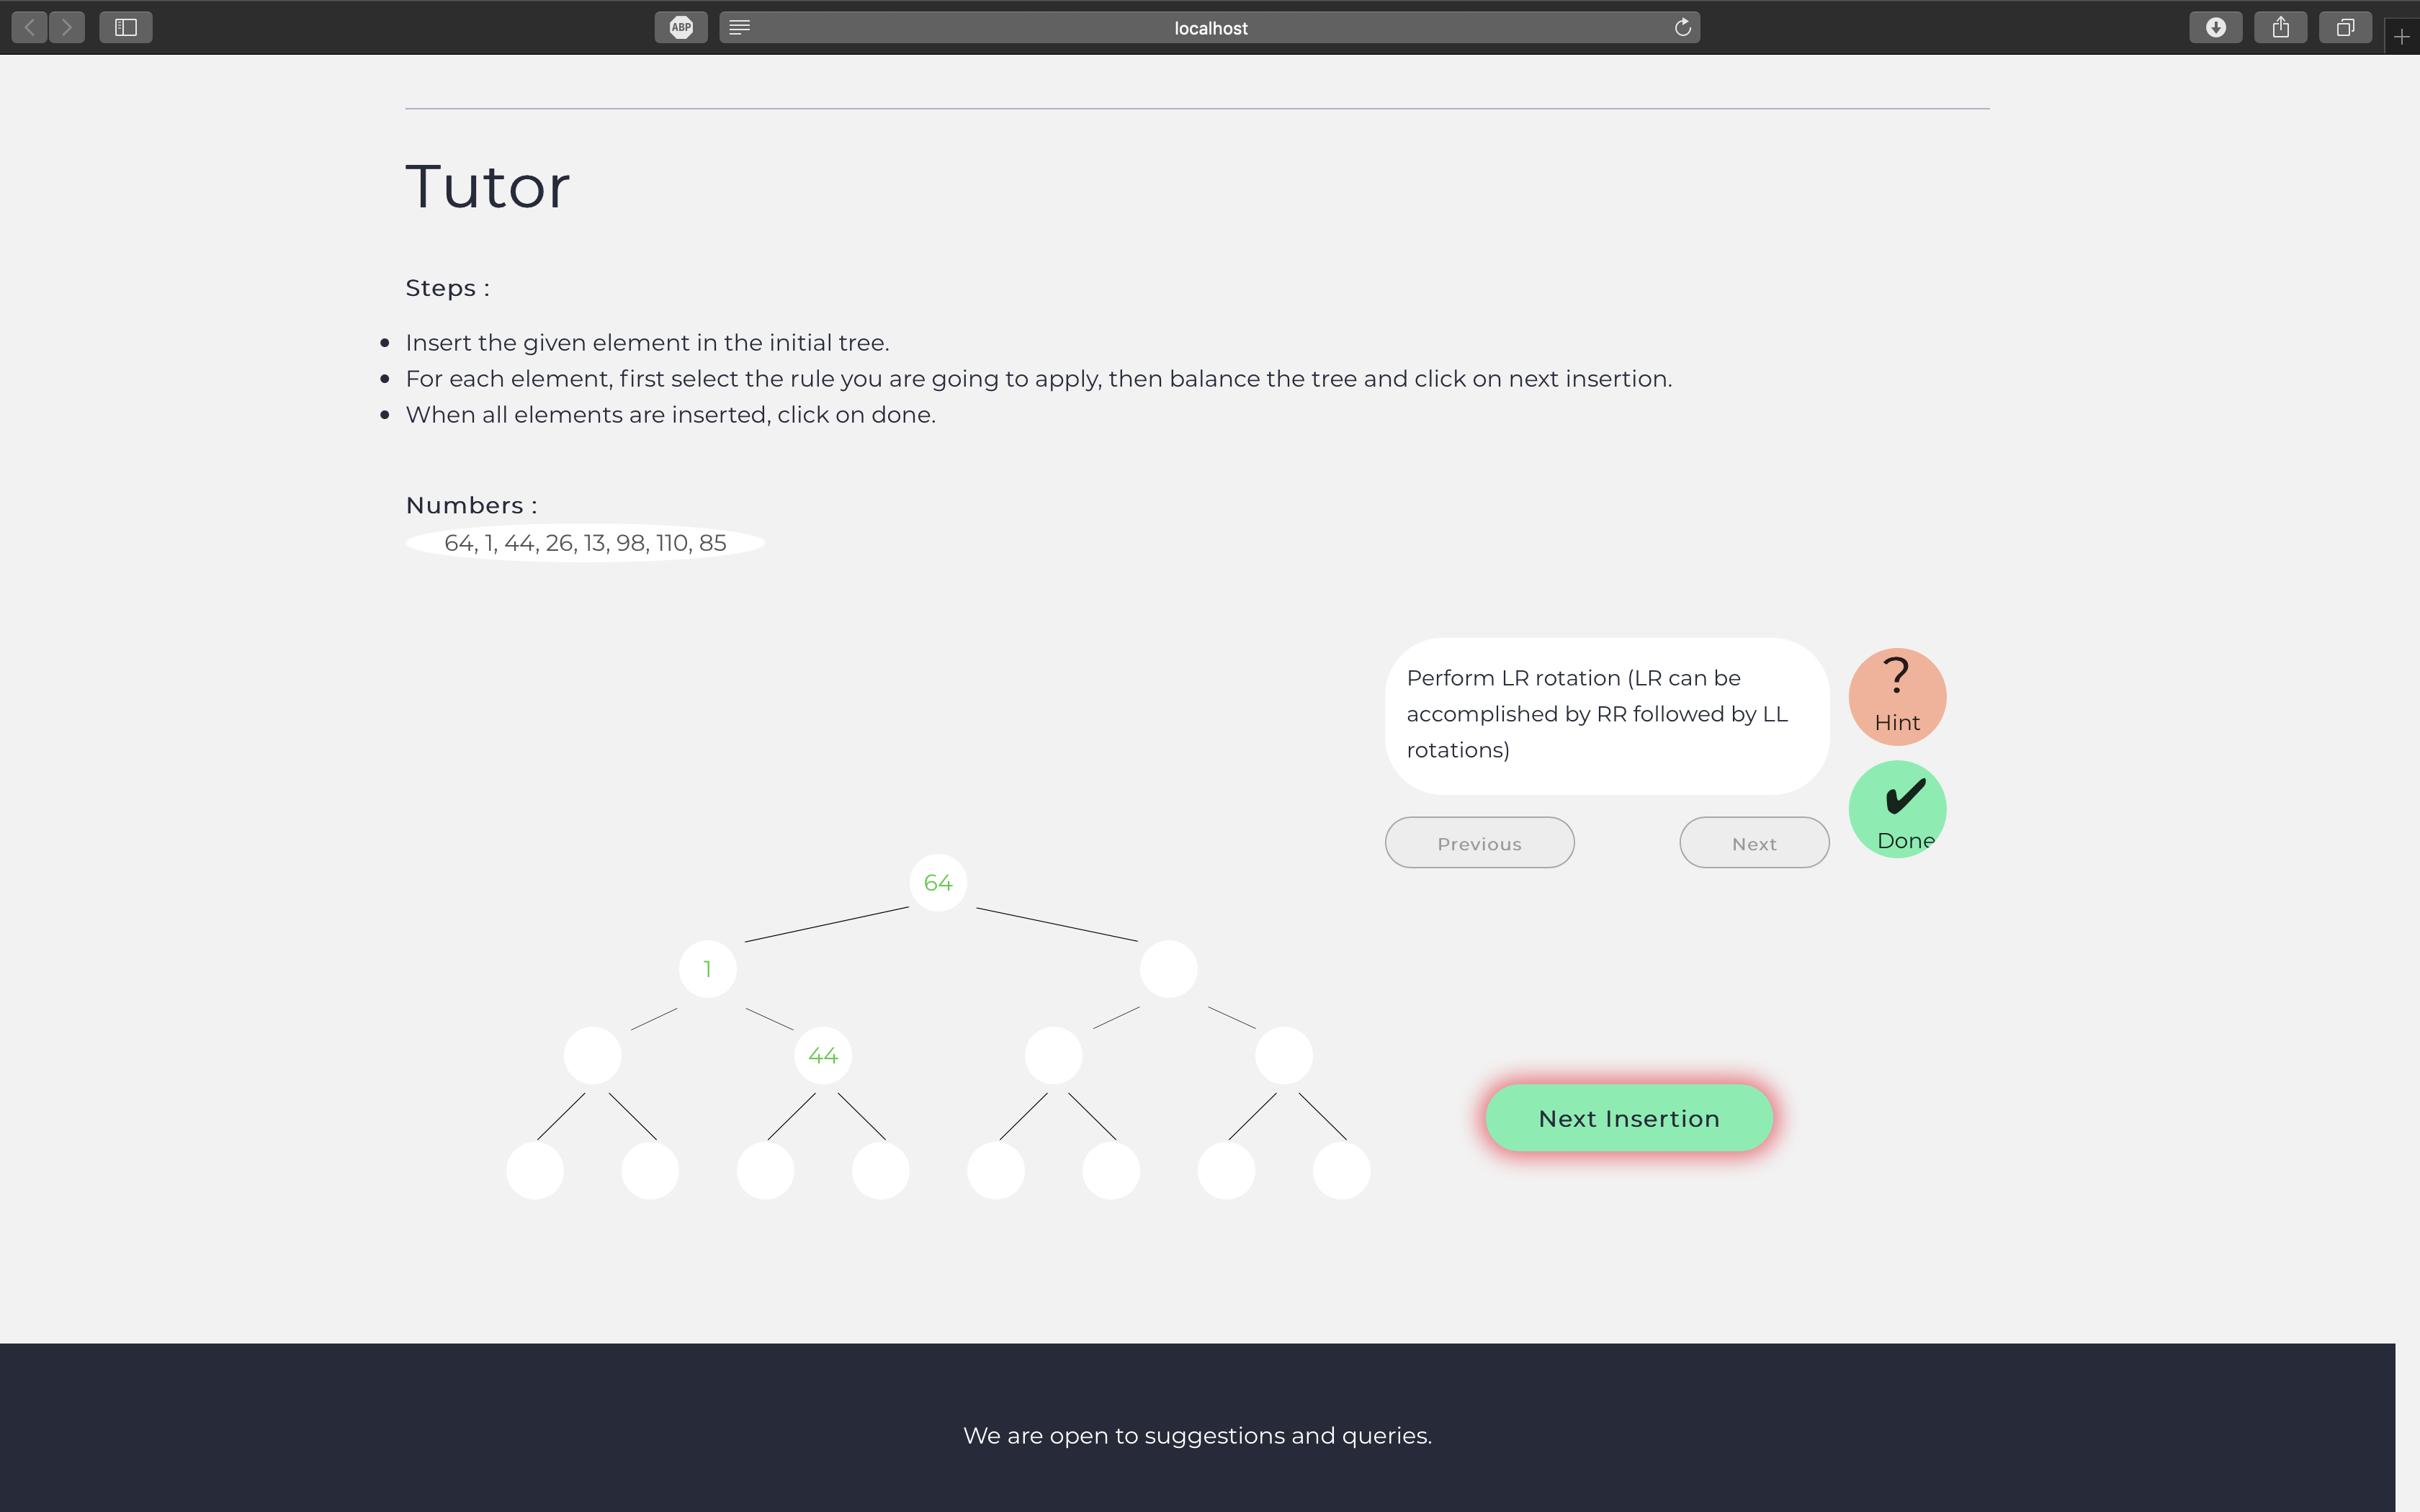 ABP
localhost
Tutor
Steps :
Insert the given element in the initial tree.
For each element, first select the rule you are going to apply, then balance the tree and click on next insertion.
When all elements are inserted, click on done.
Numbers :
64, 1, 44, 26, 13, 98, 110, 85
Perform LR rotation (LR can be
accomplished by RR followed by LL
rotations)
?
Hint
Done
Previous
Next
64
1
44
Next Insertion
We are open to suggestions and queries.